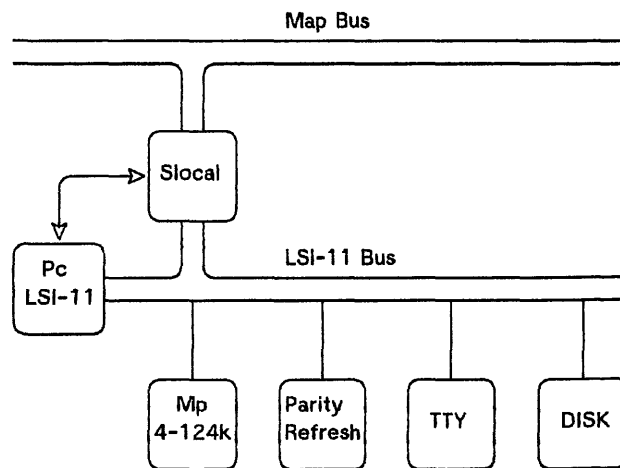 Map Bus
Slocal
Pc
LSI-11
LSI-11 Bus
Mp
4-124k
Parity
Refresh
TTY
DISK